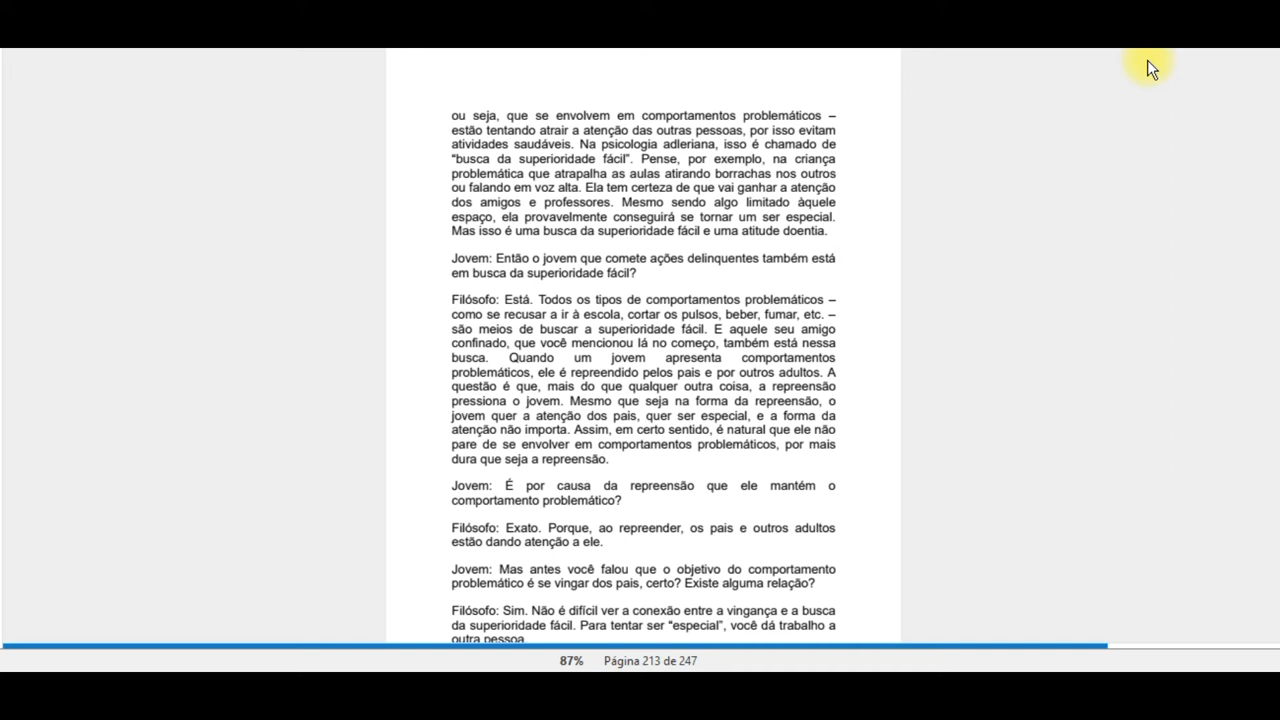 ou seja, que se envolvem em comportamentos problemáticos –
estão tentando atrair a atenção das outras pessoas, por isso evitam
atividades saudáveis. Na psicologia adleriana, isso é chamado de
“busca da superioridade fácil”. Pense, por exemplo, na criança
problemática que atrapalha as aulas atirando borrachas nos outros
ou falando em voz alta. Ela tem certeza de que vai ganhar a atenção
dos amigos e professores. Mesmo sendo algo limitado àquele
espaço, ela provavelmente conseguirá se tornar um ser especial.
Mas isso é uma busca da superioridade fácil e uma atitude doentia.
Jovem: Então o jovem que comete ações delinquentes também está
em busca da superioridade fácil?
Filósofo: Está. Todos os tipos de comportamentos problemáticos –
como se recusar a ir à escola, cortar os pulsos, beber, fumar, etc. –
são meios de buscar a superioridade fácil. E aquele seu amigo
confinado, que você mencionou lá no começo, também está nessa
busca. Quando um jovem apresenta comportamentos
problemáticos, ele é repreendido pelos pais e por outros adultos. A
questão é que, mais do que qualquer outra coisa, a repreensão
pressiona o jovem. Mesmo que seja na forma da repreensão, o
jovem quer a atenção dos pais, quer ser especial, e a forma da
atenção não importa. Assim, em certo sentido, é natural que ele não
pare de se envolver em comportamentos problemáticos, por mais
dura que seja a repreensão.
Jovem: É por causa da repreensão que ele mantém o
comportamento problemático?
Filósofo: Exato. Porque, ao repreender, os pais e outros adultos
estão dando atenção a ele.
Jovem: Mas antes você falou que o objetivo do comportamento
problemático é se vingar dos pais, certo? Existe alguma relação?
Filósofo: Sim. Não é difícil ver a conexão entre a vingança e a busca
da superioridade fácil. Para tentar ser “especial”, você dá trabalho a
outra pessoa.
87% Página 213 de 247